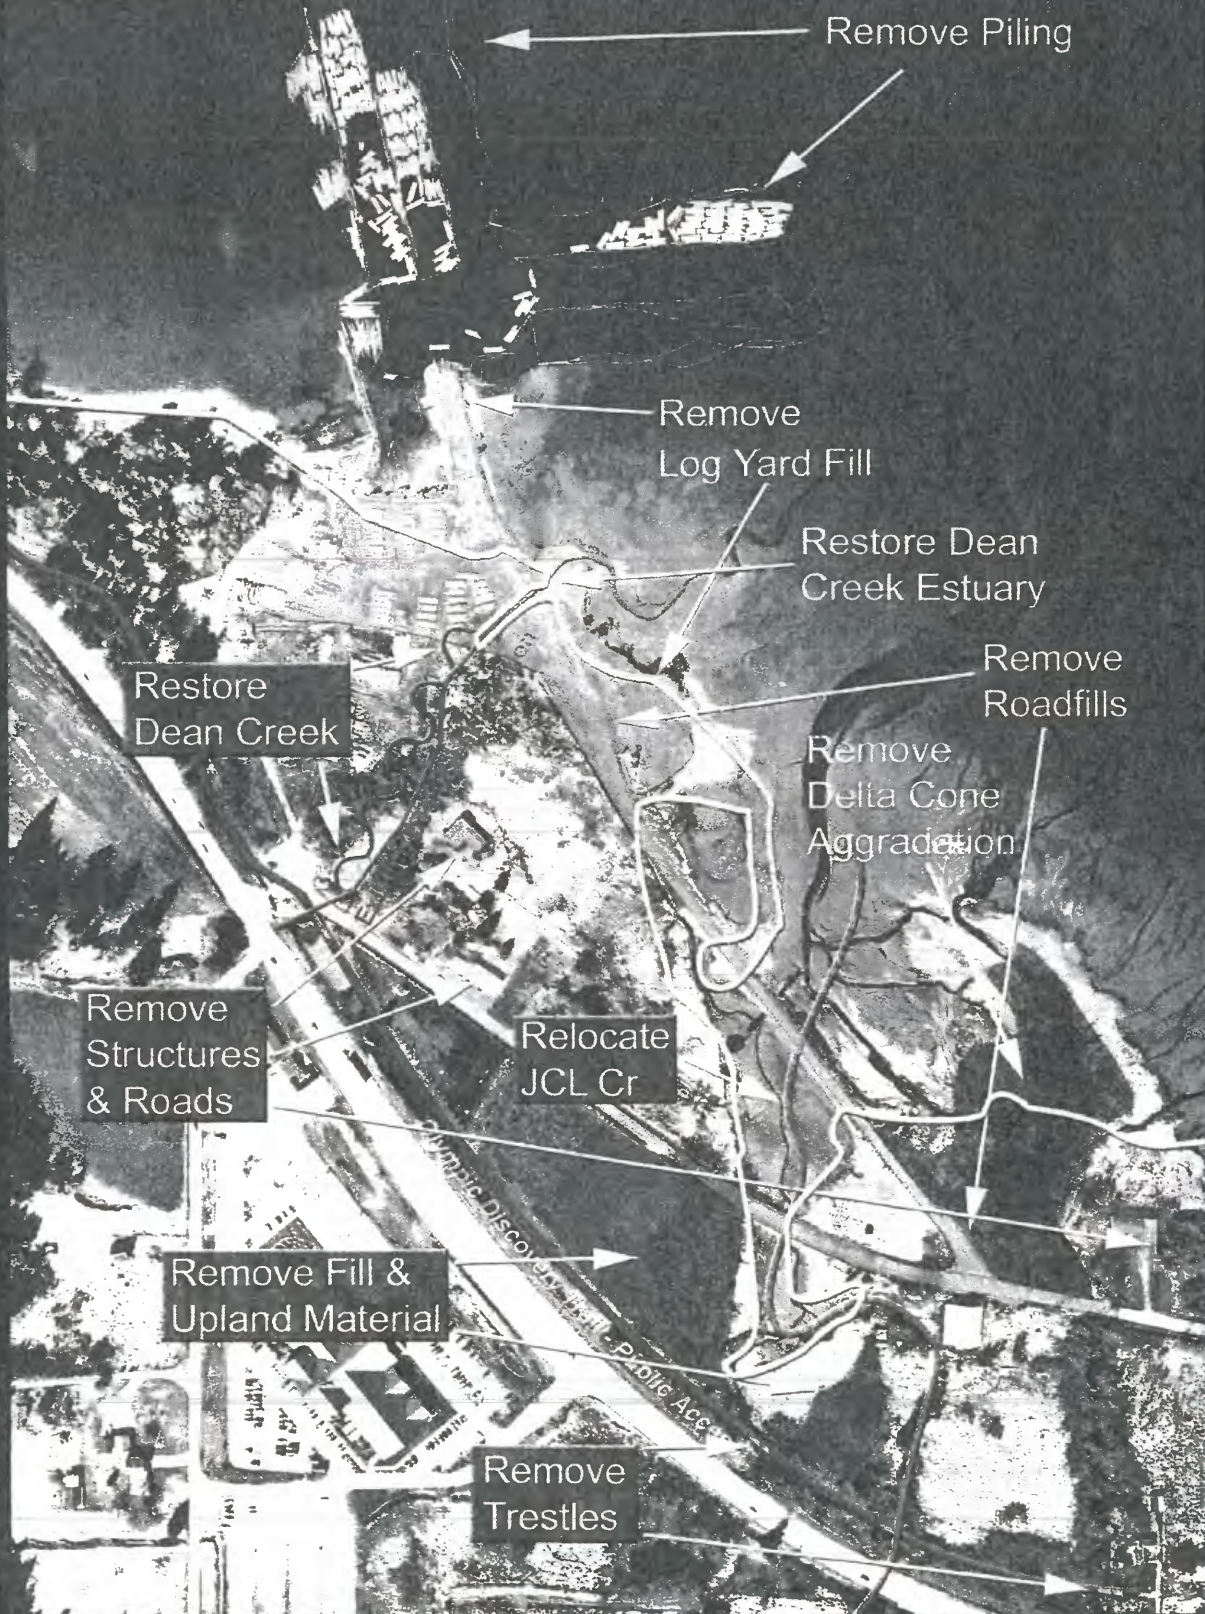 Remove Piling
Remove
Log Yard Fill
Restore Dean
Creek Estuary
Remove
Roadfills
Restore
Dean Creek
Remove
Delta Cone
Aggradation
Remove
Structures
& Roads
Relocate
JCL Cr
Olympic Discovery Trail - Public Acc
Remove Fill &
Upland Material
Remove
Trestles